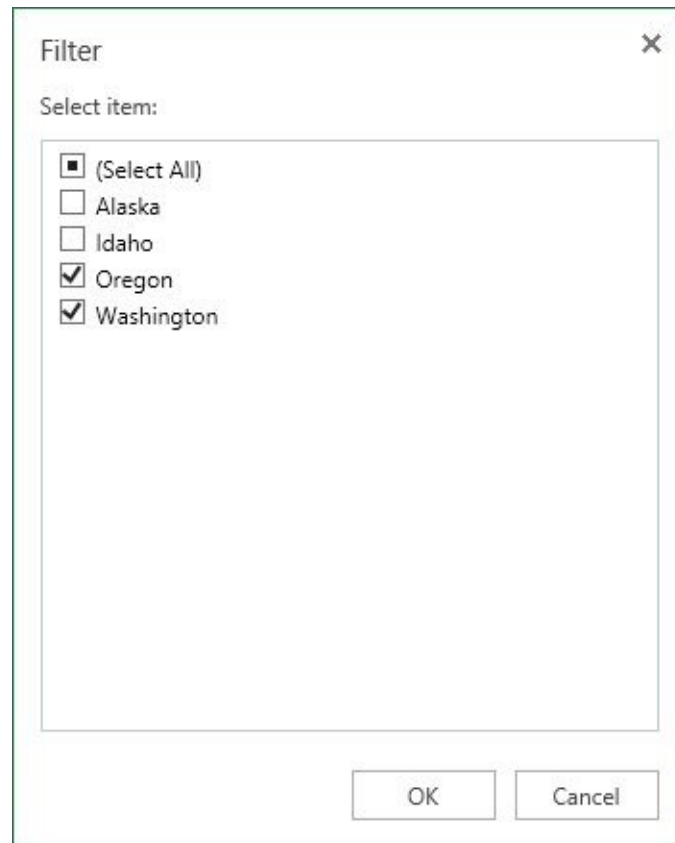 Filter
Select item:
(Select All)
Alaska
Idaho
Oregon
Washington
OK
Cancel